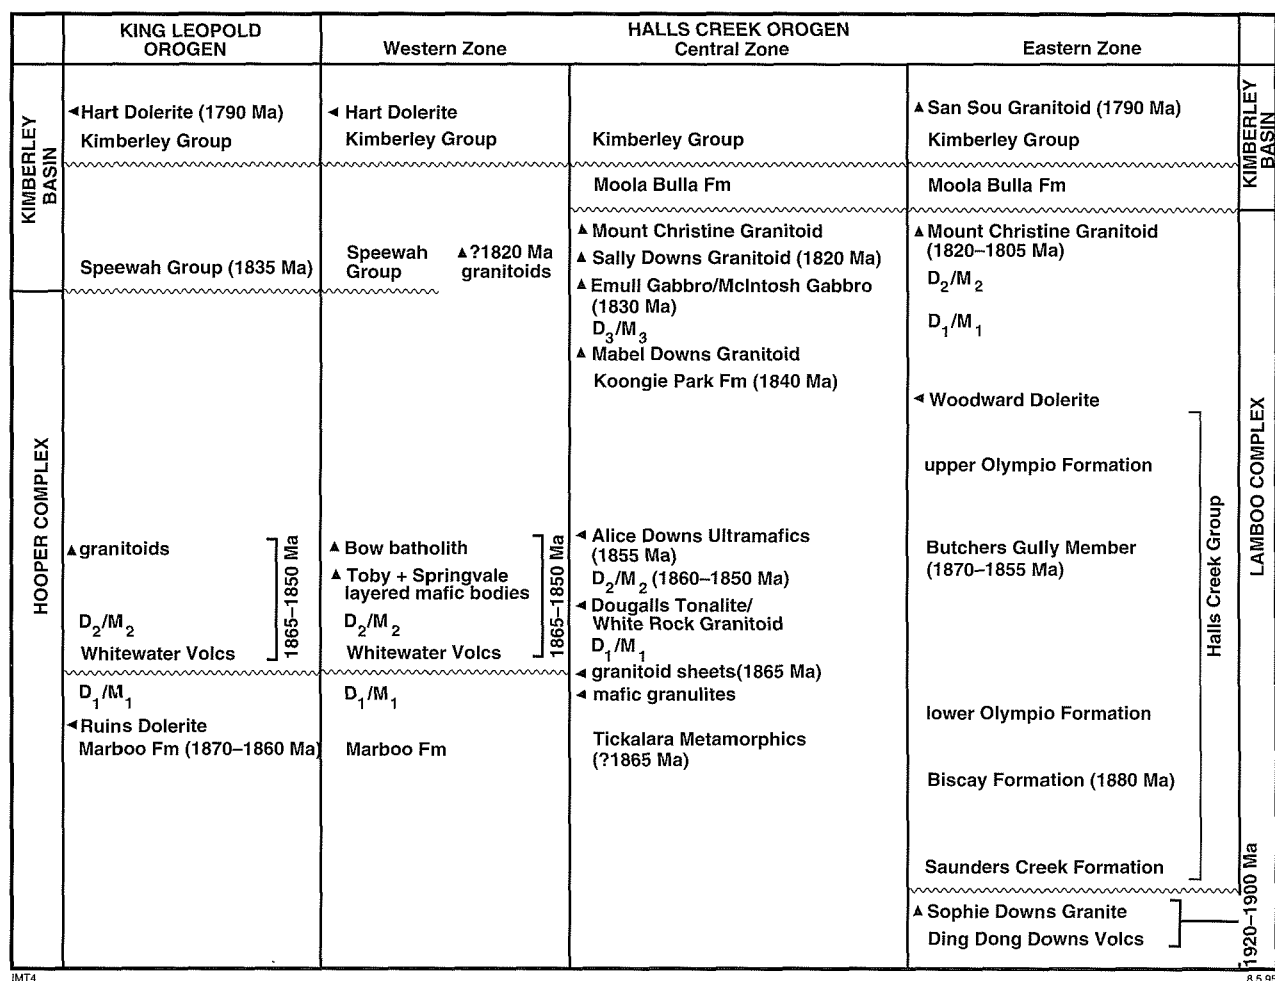 KING LEOPOLD
OROGEN
HALLS CREEK OROGEN
Western Zone
Central Zone
Eastern Zone
KIMBERLEY
BASIN
HOOPER COMPLEX
◄Hart Dolerite (1790 Ma)
Kimberley Group
Speewah Group (1835 Ma)
▲granitoids
D2/M2
Whitewater Volcs
1865–1850 Ma
D1/M1
◄Ruins Dolerite
Marboo Fm (1870–1860 Ma)
◄ Hart Dolerite
Kimberley Group
Speewah
Group
▲?1820 Ma
granitoids
▲ Bow batholith
▲ Toby + Springvale
layered mafic bodies
D2/M2
Whitewater Volcs
1865–1850 Ma
D1/M1
Marboo Fm
Kimberley Group
Moola Bulla Fm
▲ Mount Christine Granitoid
▲ Sally Downs Granitoid (1820 Ma)
▲ Emull Gabbro/McIntosh Gabbro
(1830 Ma)
D3/M3
▲ Mabel Downs Granitoid
Koongie Park Fm (1840 Ma)
◄ Alice Downs Ultramafics
(1855 Ma)
D2/M2 (1860–1850 Ma)
◄ Dougalls Tonalite/
White Rock Granitoid
D1/M1
◄ granitoid sheets(1865 Ma)
◄ mafic granulites
Tickalara Metamorphics
(?1865 Ma)
▲ San Sou Granitoid (1790 Ma)
Kimberley Group
Moola Bulla Fm
▲ Mount Christine Granitoid
(1820–1805 Ma)
D2/M2
D1/M1
◄ Woodward Dolerite
upper Olympio Formation
Butchers Gully Member
(1870–1855 Ma)
lower Olympio Formation
Biscay Formation (1880 Ma)
Saunders Creek Formation
Halls Creek Group
▲ Sophie Downs Granite
Ding Dong Downs Volcs
KIMBERLEY
BASIN
LAMBOO COMPLEX
1920–1900 Ma
IMT4
8.5.95